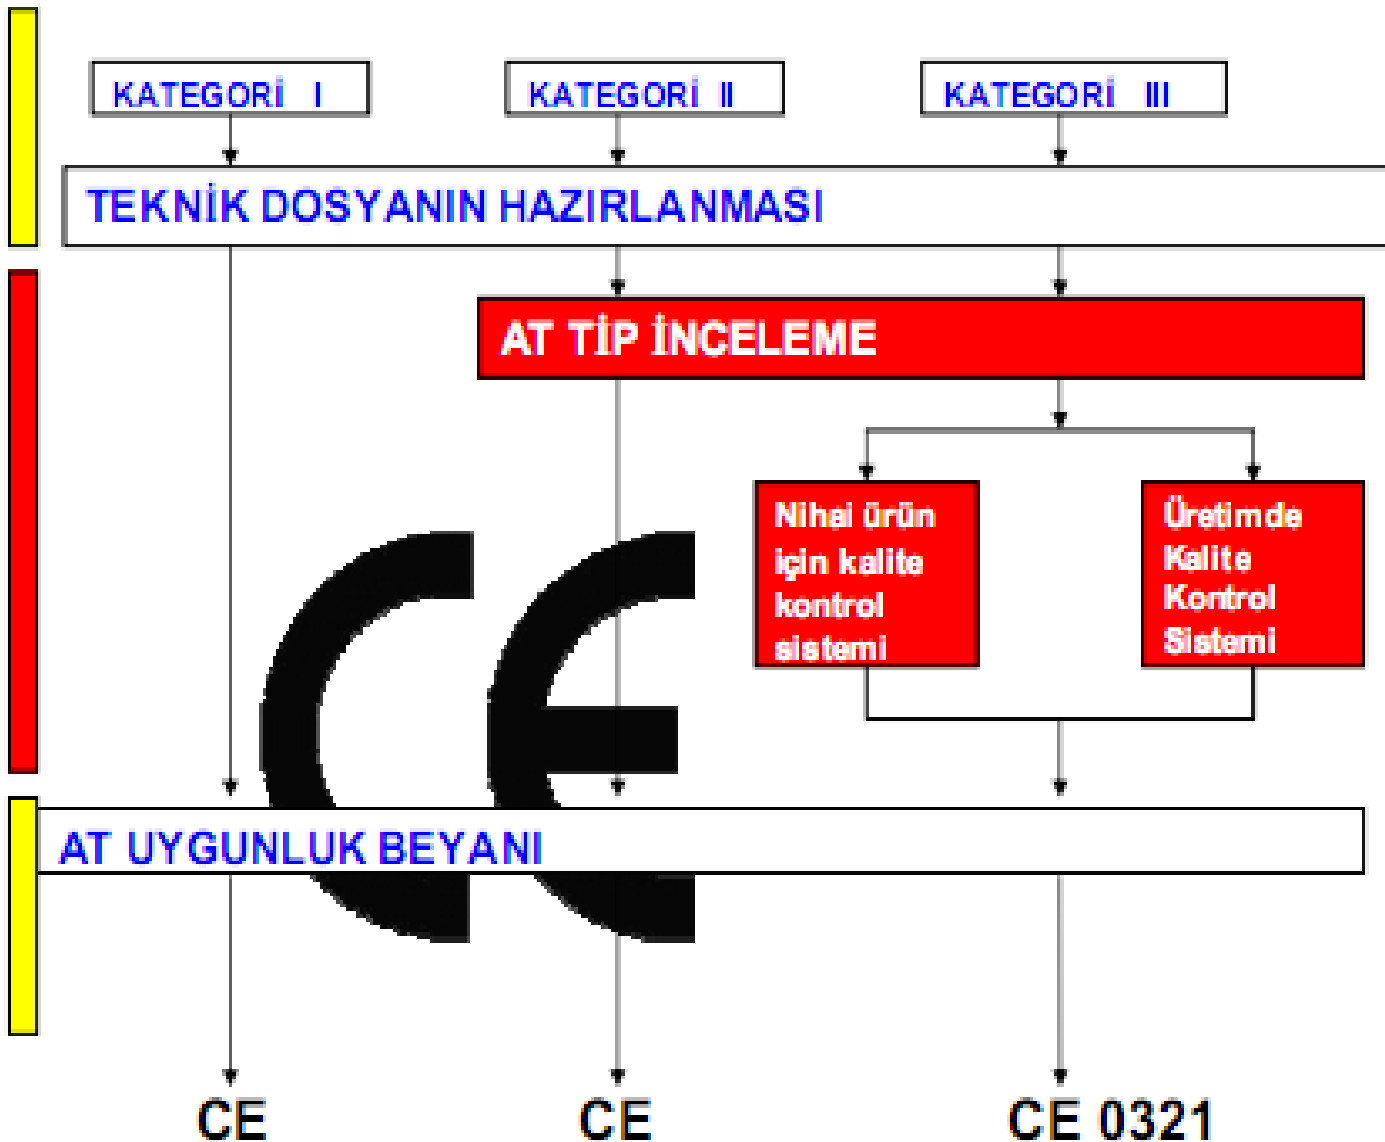 KATEGORİ I
KATEGORİ II
KATEGORİ III
TEKNİK DOSYANIN HAZIRLANMASI
AT TİP İNCELEME
Nihai ürün
için kalite
kontrol
sistemi
Üretimde
Kalite
Kontrol
Sistemi
CE
AT UYGUNLUK BEYANI
CE
CE
CE 0321